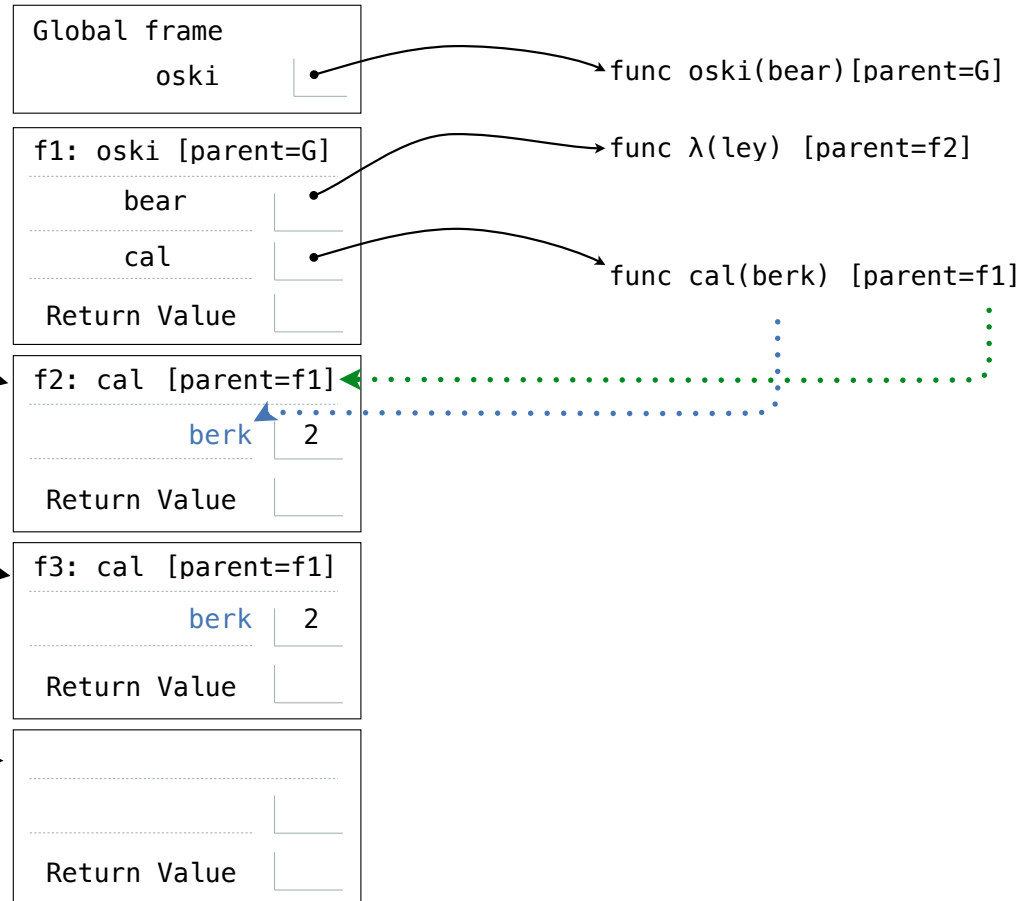 Global frame
oski
func oski(bear)[parent=G]
f1: oski [parent=G]
func λ(ley) [parent=f2]
bear
cal
func cal(berk) [parent=f1]
Return Value
f2: cal [parent=f1]
berk 2
Return Value
f3: cal [parent=f1]
berk 2
Return Value
Return Value